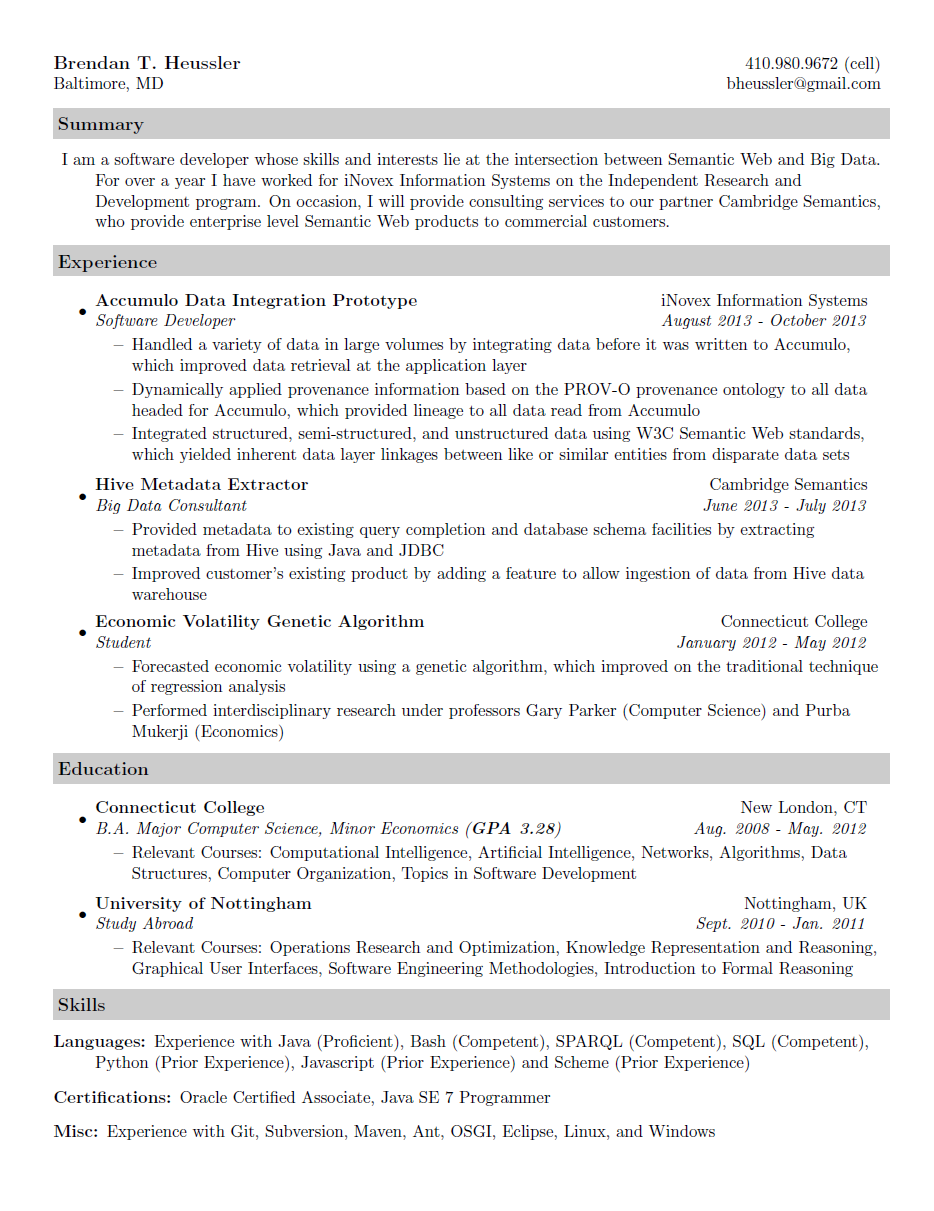 Brendan T. Heussler 410.980.9672 (cell)
Baltimore, MD bheussler@gmail.com
Summary
I am a software developer whose skills and interests lie at the intersection between Semantic Web and Big Data.
For over a year I have worked for iNovex Information Systems on the Independent Research and
Development program. On occasion, I will provide consulting services to our partner Cambridge Semantics,
who provide enterprise level Semantic Web products to commercial customers.
Experience
• Accumulo Data Integration Prototype iNovex Information Systems
Software Developer August 2013 - October 2013
– Handled a variety of data in large volumes by integrating data before it was written to Accumulo,
which improved data retrieval at the application layer
– Dynamically applied provenance information based on the PROV-O provenance ontology to all data
headed for Accumulo, which provided lineage to all data read from Accumulo
– Integrated structured, semi-structured, and unstructured data using W3C Semantic Web standards,
which yielded inherent data layer linkages between like or similar entities from disparate data sets
• Hive Metadata Extractor Cambridge Semantics
Big Data Consultant June 2013 - July 2013
– Provided metadata to existing query completion and database schema facilities by extracting
metadata from Hive using Java and JDBC
– Improved customer's existing product by adding a feature to allow ingestion of data from Hive data
warehouse
• Economic Volatility Genetic Algorithm Connecticut College
Student January 2012 - May 2012
– Forecasted economic volatility using a genetic algorithm, which improved on the traditional technique
of regression analysis
– Performed interdisciplinary research under professors Gary Parker (Computer Science) and Purba
Mukerji (Economics)
Education
• Connecticut College New London, CT
B.A. Major Computer Science, Minor Economics (GPA 3.28) Aug. 2008 - May. 2012
– Relevant Courses: Computational Intelligence, Artificial Intelligence, Networks, Algorithms, Data
Structures, Computer Organization, Topics in Software Development
• University of Nottingham Nottingham, UK
Study Abroad Sept. 2010 - Jan. 2011
– Relevant Courses: Operations Research and Optimization, Knowledge Representation and Reasoning,
Graphical User Interfaces, Software Engineering Methodologies, Introduction to Formal Reasoning
Skills
Languages: Experience with Java (Proficient), Bash (Competent), SPARQL (Competent), SQL (Competent),
Python (Prior Experience), Javascript (Prior Experience) and Scheme (Prior Experience)
Certifications: Oracle Certified Associate, Java SE 7 Programmer
Misc: Experience with Git, Subversion, Maven, Ant, OSGI, Eclipse, Linux, and Windows